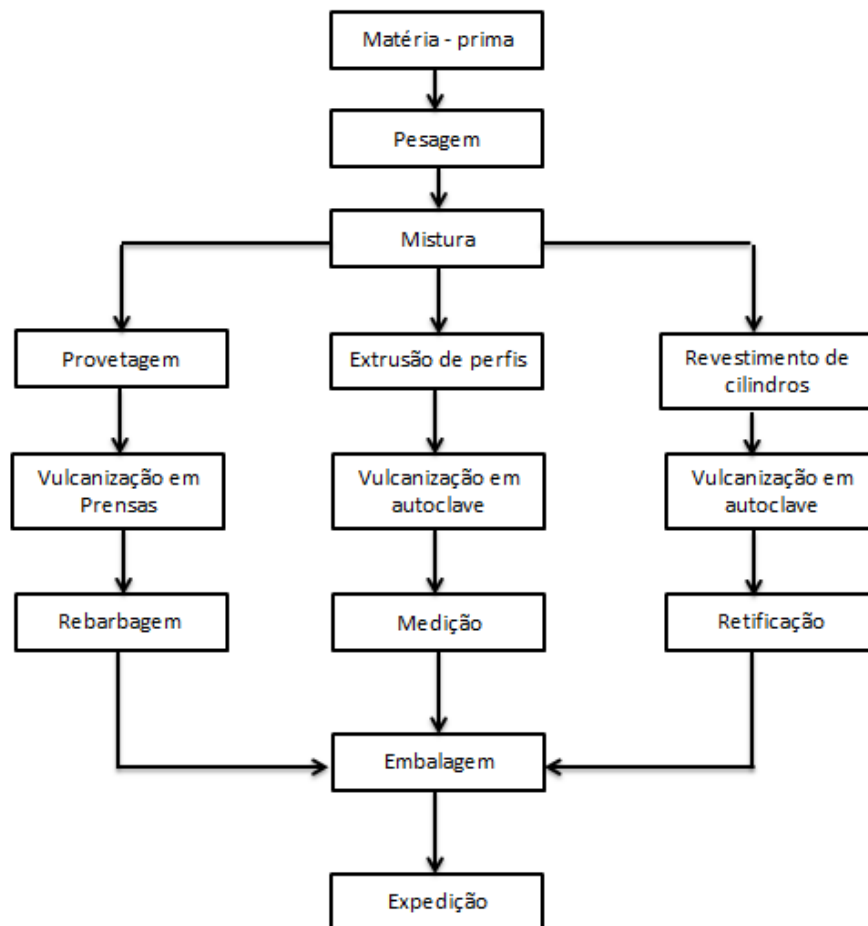 Matéria - prima
Pesagem
Mistura
Provetagem
Extrusão de perfis
Revestimento de
cilindros
Vulcanização em
Prensas
Vulcanização em
autoclave
Vulcanização em
autoclave
Rebarbagem
Medição
Retificação
Embalagem
Expedição